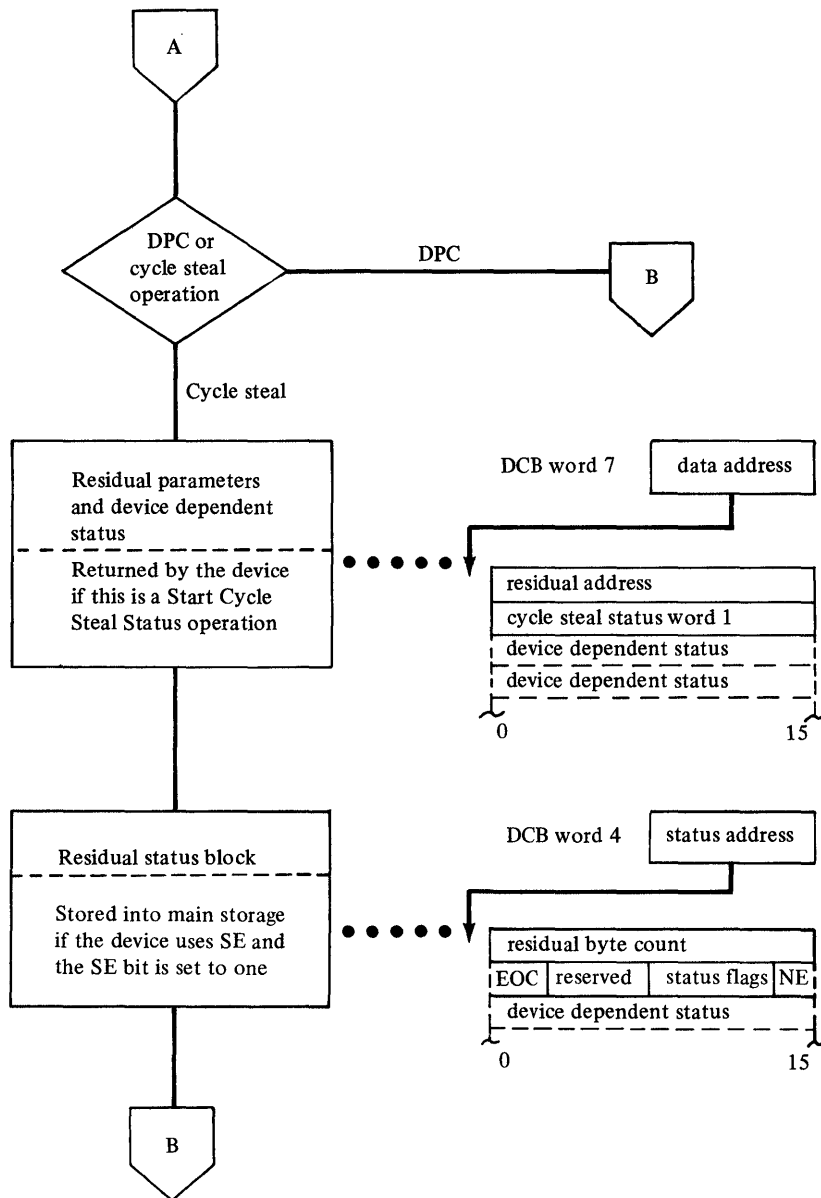 A
DPC or
cycle steal
operation
DPC
B
Cycle steal
Residual parameters
and device dependent
status
Returned by the device
if this is a Start Cycle
Steal Status operation
DCB word 7
data address
residual address
cycle steal status word 1
device dependent status
device dependent status
0 15
Residual status block
Stored into main storage
if the device uses SE and
the SE bit is set to one
DCB word 4
status address
residual byte count
EOC reserved status flags NE
device dependent status
0 15
B